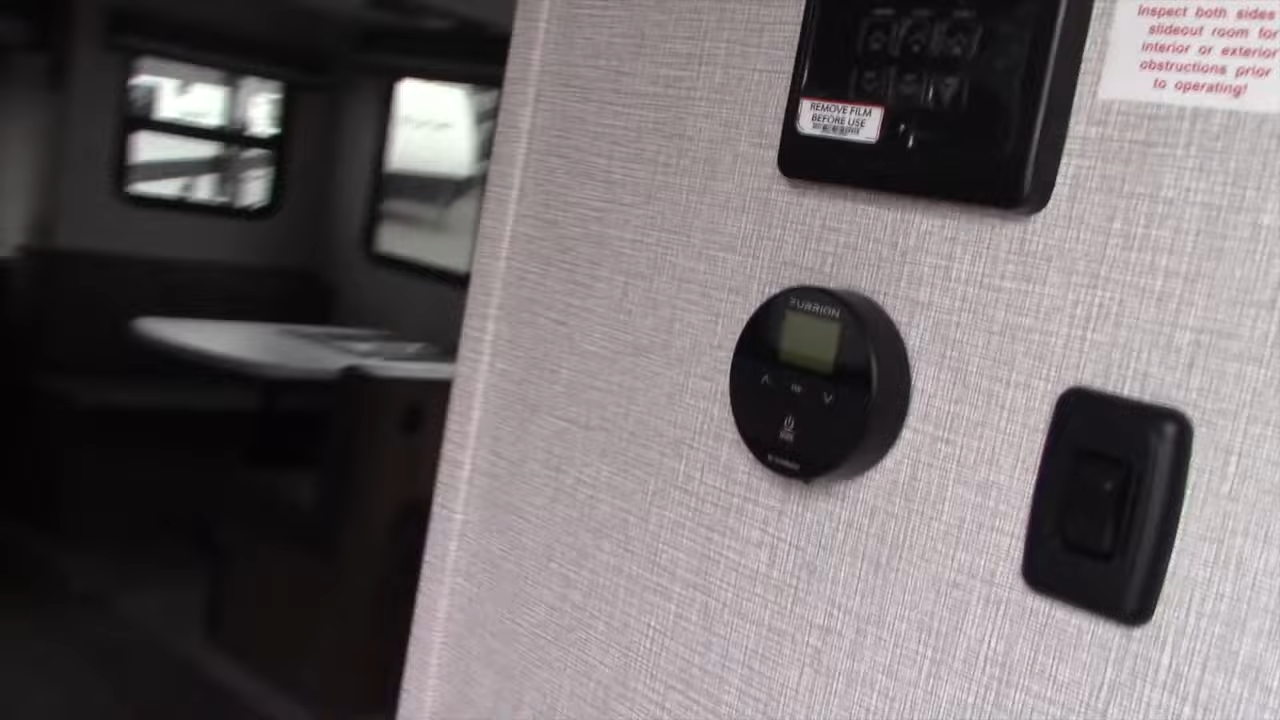 Inspect both sides
slideout room for
interior or exterior
obstructions prior
to operating!
REMOVE FILM
BEFORE USE
FURRION